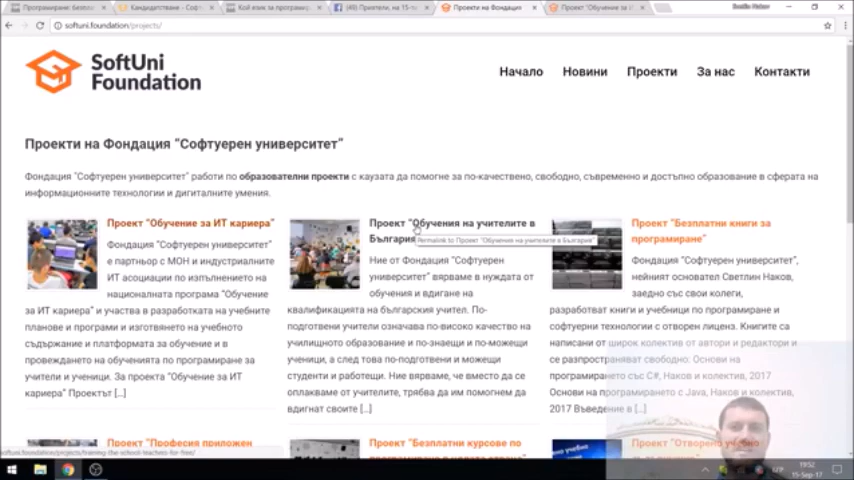 Програмиране: безпл
Кандидатстване - Софт
Кой език за програмир
(48) Приятели, на 15-т
Проекти на Фондация
Проект "Обучение за I
softuni.foundation/projects/
SoftUni
Foundation
Начало Новини Проекти За нас Контакти
Проекти на Фондация "Софтуерен университет"
Фондация "Софтуерен университет" работи по образователни проекти с каузата да помогне за по-качествено, свободно, съвременно и достъпно образование в сферата на
информационните технологии и дигиталните умения.
Проект "Обучение за ИТ кариера"
Фондация "Софтуерен университет"
е партньор с МОН и индустриалните
ИТ асоциации по изпълнението на
националната програма "Обучение
за ИТ кариера" и участва в разработката на учебните
планове и програми и изготвянето на учебното
съдържание и платформата за обучение и в
провеждането на обученията по програмиране за
учители и ученици. За проекта "Обучение за ИТ
кариера" Проектът [...]
Проект "Обучения на учителите в
България
Permalink to Проект "Обучения на учителите в България"
Ние от Фондация "Софтуерен
университет" вярваме в нуждата от
обучения и вдигане на
квалификацията на българския учител. По-
подготвени учители означава по-високо качество на
училищното образование и по-знаещи и по-можещи
ученици, а след това по-подготвени и можещи
студенти и работещи. Ние вярваме, че вместо да се
оплакваме от учителите, трябва да им помогнем да
вдигнат своите [...]
Проект "Безплатни книги за
програмиране"
Фондация "Софтуерен университет",
нейният основател Светлин Наков,
заедно със свои колеги,
разработват книги и учебници по програмиране и
софтуерни технологии с отворен лиценз. Книгите са
написани от широк колектив от автори и редактори и
се разпространяват свободно: Основи на
програмирането със C#, Наков и колектив, 2017
Основи на програмирането с Java, Наков и колектив,
2017 Въведение в [...]
Проект "Професия приложен
Проект "Безплатни курсове по
Проект "Отворено учебно
softuni.foundation/projects/training-the-school-teachers-for-free/
19:52
15-Sep-17